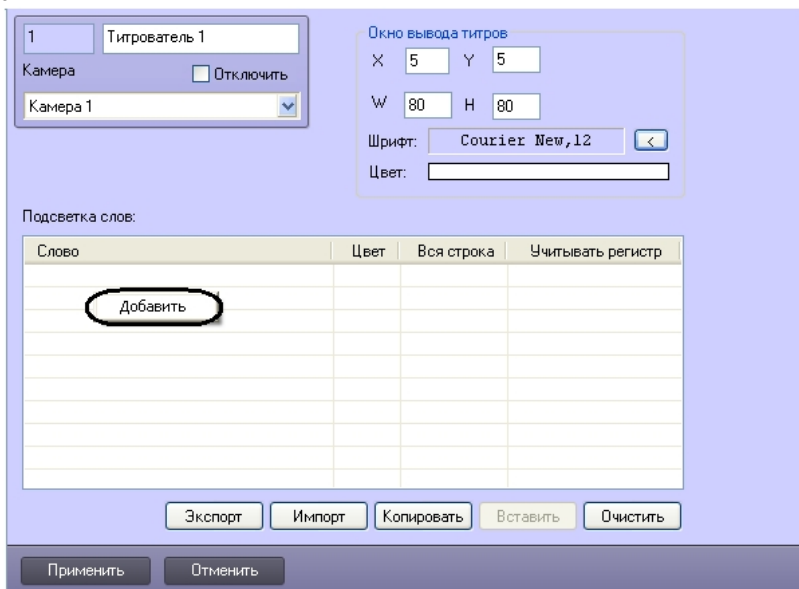 1 Титрователь 1
Камера Отключить
Камера 1
Окно вывода титров
X 5 Y 5
W 80 H 80
Шрифт: Courier New,12 <
Цвет:
Подсветка слов:
Слово Цвет Вся строка Учитывать регистр
Добавить
Экспорт Импорт Копировать Вставить Очистить
Применить Отменить